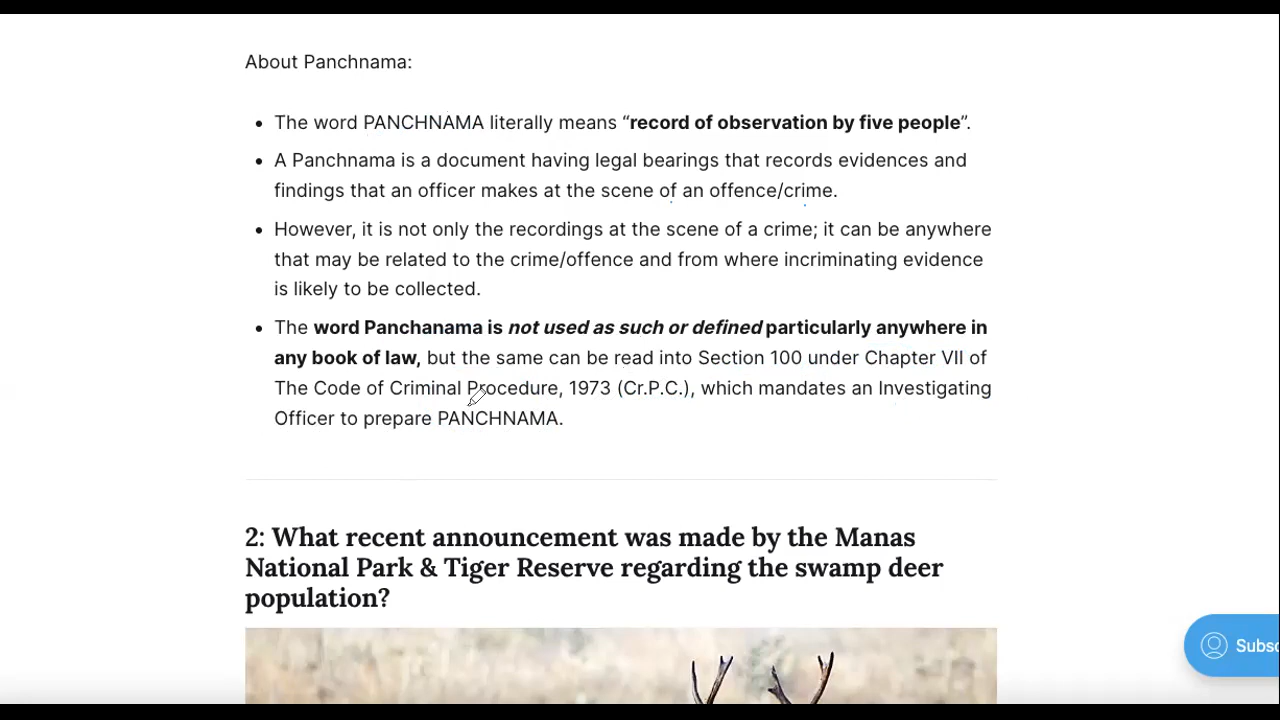 About Panchnama:
• The word PANCHNAMA literally means “record of observation by five people”.
• A Panchnama is a document having legal bearings that records evidences and
findings that an officer makes at the scene of an offence/crime.
• However, it is not only the recordings at the scene of a crime; it can be anywhere
that may be related to the crime/offence and from where incriminating evidence
is likely to be collected.
• The word Panchanama is not used as such or defined particularly anywhere in
any book of law, but the same can be read into Section 100 under Chapter VII of
The Code of Criminal Procedure, 1973 (Cr.P.C.), which mandates an Investigating
Officer to prepare PANCHNAMA.
2: What recent announcement was made by the Manas
National Park & Tiger Reserve regarding the swamp deer
population?
Subsc